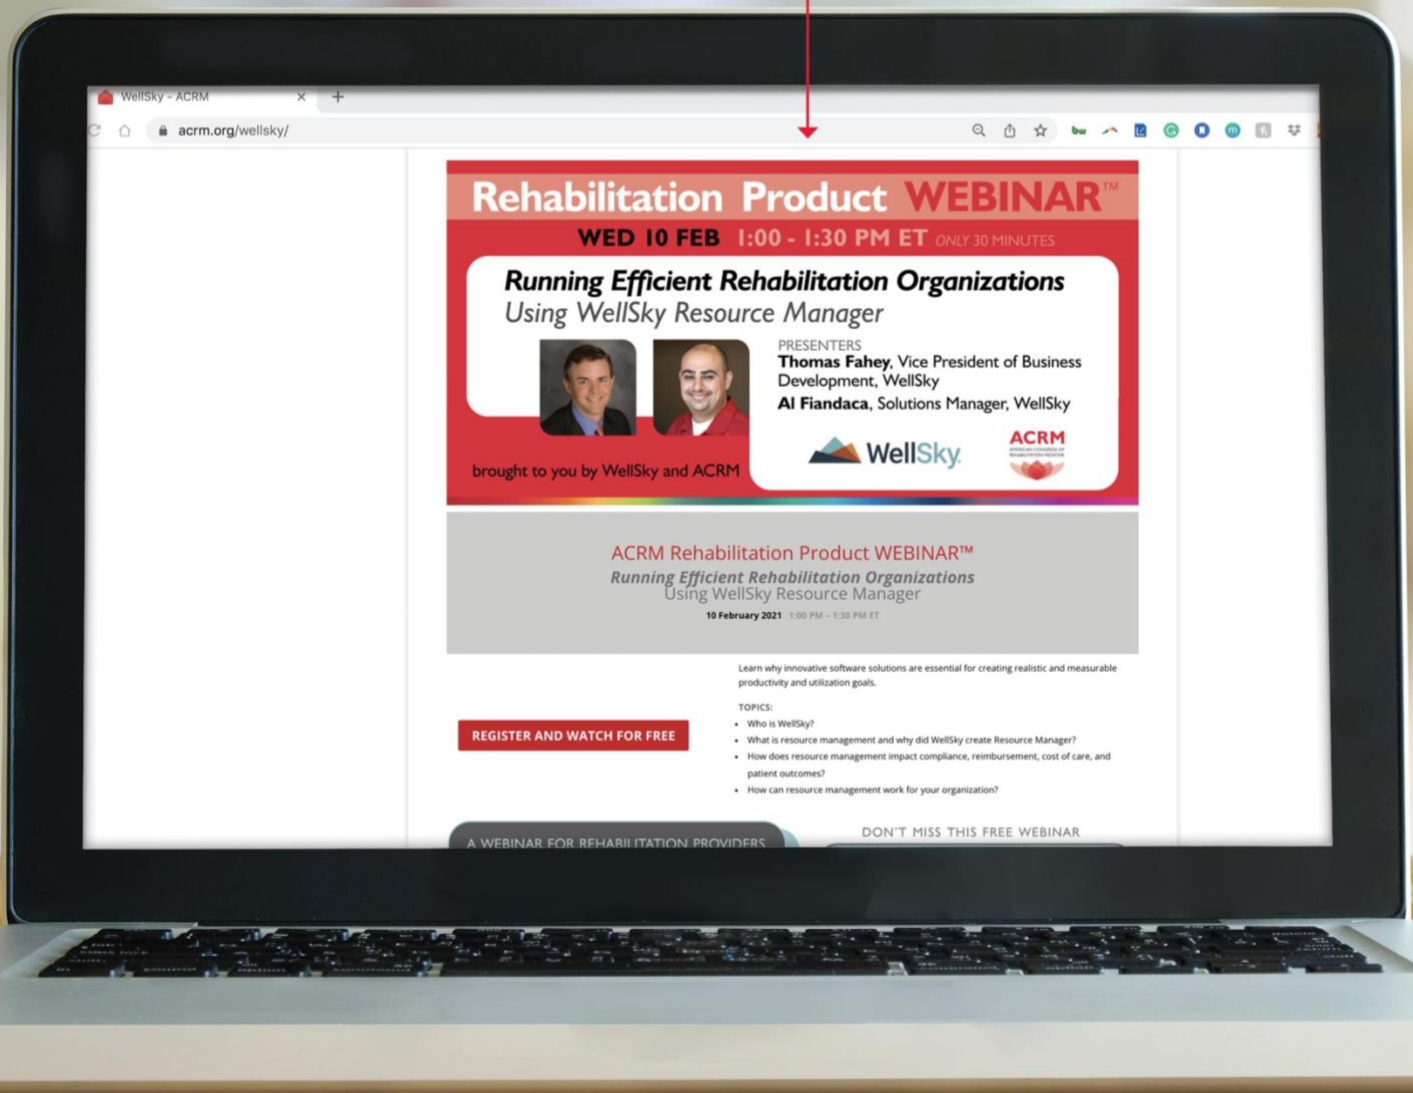 WellSky - ACRM
acrm.org/wellsky/
bw
Rehabilitation Product WEBINAR™
WED 10 FEB 1:00 - 1:30 PM ET ONLY 30 MINUTES
Running Efficient Rehabilitation Organizations
Using WellSky Resource Manager
PRESENTERS
Thomas Fahey, Vice President of Business
Development, WellSky
Al Fiandaca, Solutions Manager, WellSky
WellSky.
ACRM
AMERICAN CONGRESS OF
REHABILITATION MEDICINE
brought to you by WellSky and ACRM
ACRM Rehabilitation Product WEBINAR™
Running Efficient Rehabilitation Organizations
Using WellSky Resource Manager
10 February 2021 1:00 PM – 1:30 PM ET
Learn why innovative software solutions are essential for creating realistic and measurable
productivity and utilization goals.
TOPICS:
• Who is WellSky?
• What is resource management and why did WellSky create Resource Manager?
• How does resource management impact compliance, reimbursement, cost of care, and
patient outcomes?
• How can resource management work for your organization?
REGISTER AND WATCH FOR FREE
A WEBINAR FOR REHABILITATION PROVIDERS
DON'T MISS THIS FREE WEBINAR